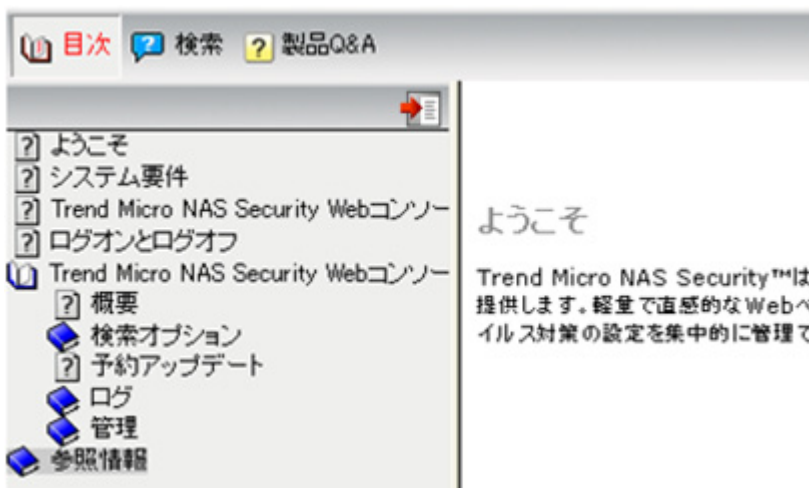 目次 検索 製品Q&A
ようこそ
システム要件
Trend Micro NAS Security Webコンソー
ログオンとログオフ
Trend Micro NAS Security Webコンソー
概要
検索オプション
予約アップデート
ログ
管理
参照情報
ようこそ
Trend Micro NAS Security™は
提供します。軽量で直感的なWebベ
イルス対策の設定を集中的に管理で